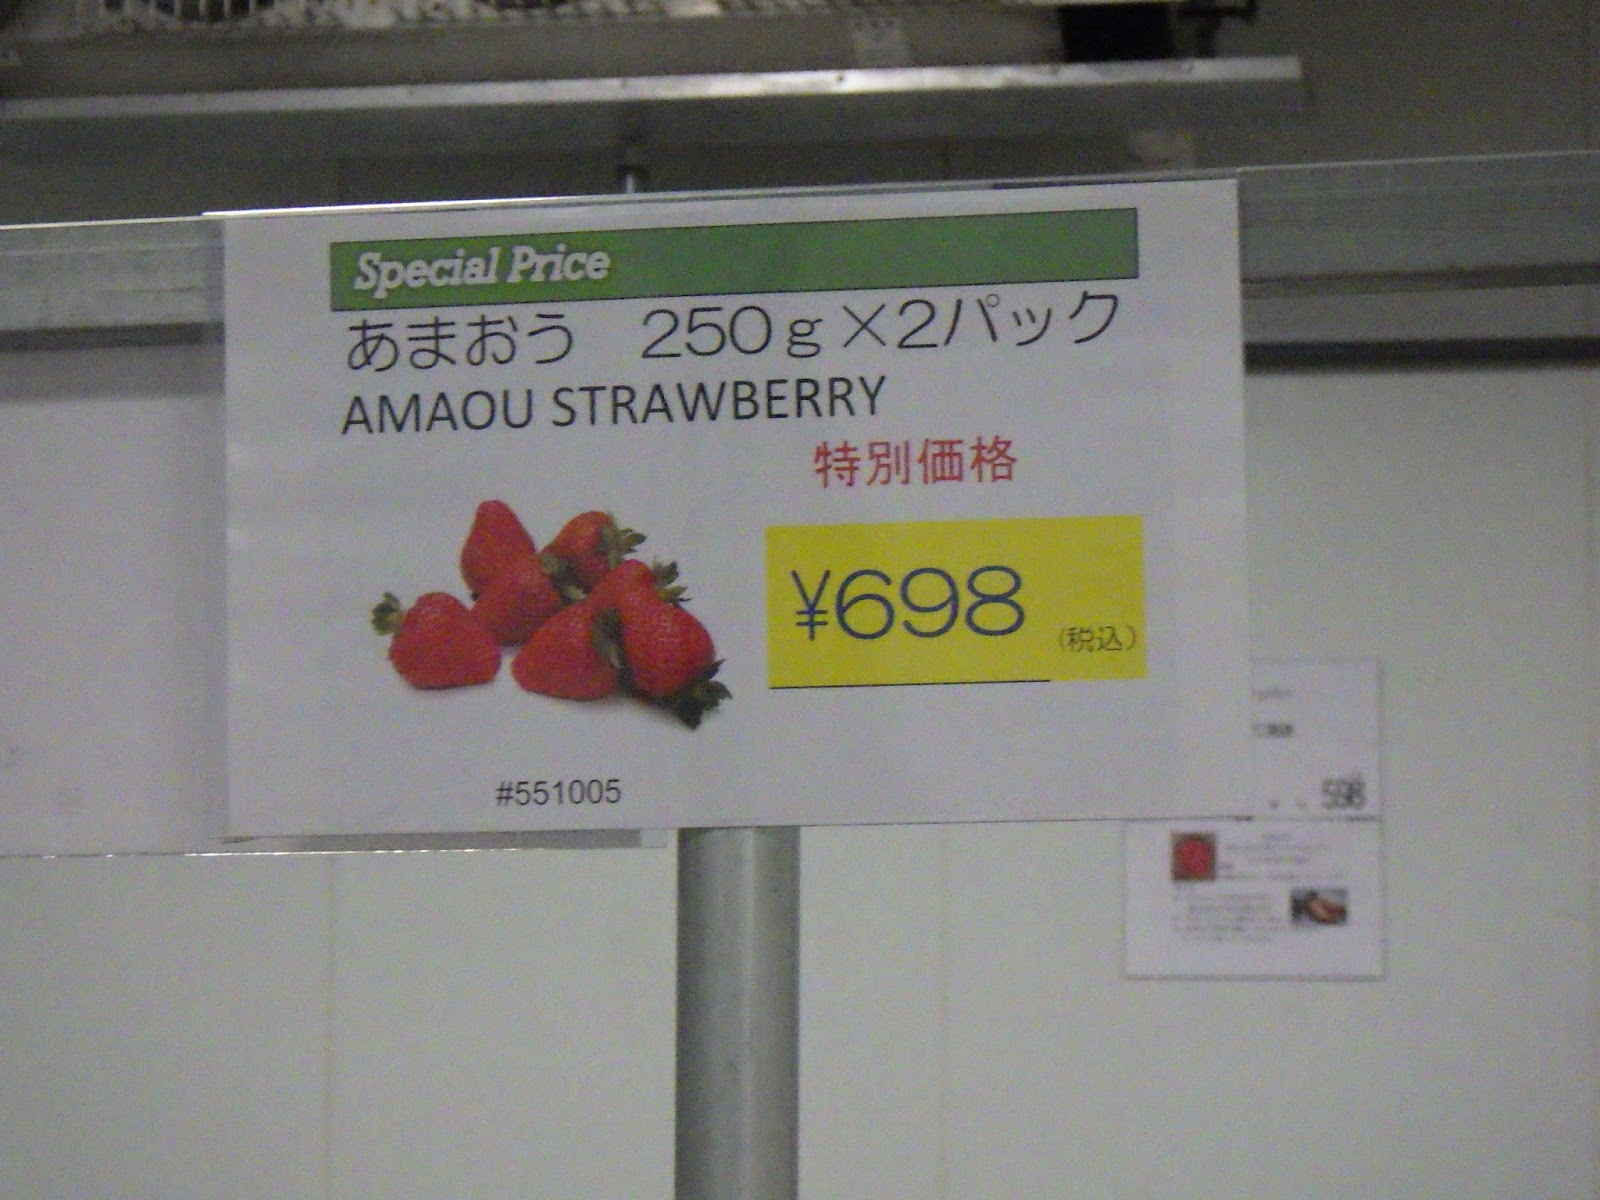 Special Price
あまおう　250g×2パック
AMAOU STRAWBERRY
特別価格
¥698 (税込)
#551005
598